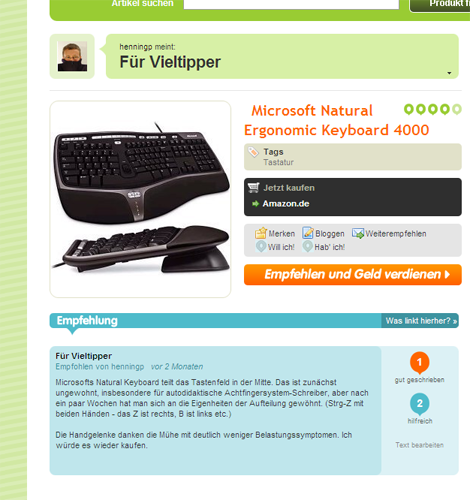 Artikel suchen
Produkt f
henningp meint:
Für Vieltipper
Microsoft Natural
Ergonomic Keyboard 4000
Tags
Tastatur
Jetzt kaufen
Amazon.de
Merken Bloggen Weiterempfehlen
Will ich! Hab' ich!
Empfehlen und Geld verdienen
Empfehlung
Was linkt hierher? »
Für Vieltipper
Empfohlen von henningp vor 2 Monaten
Microsofts Natural Keyboard teilt das Tastenfeld in der Mitte. Das ist zunächst
ungewohnt, insbesondere für autodidaktische Achtfingersystem-Schreiber, aber nach
ein paar Wochen hat man sich an die Eigenheiten der Aufteilung gewöhnt. (Strg-Z mit
beiden Händen - das Z ist rechts, B ist links etc.)
Die Handgelenke danken die Mühe mit deutlich weniger Belastungssymptomen. Ich
würde es wieder kaufen.
1
gut geschrieben
2
hilfreich
Text bearbeiten